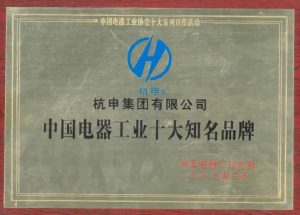 中国电器工业协会十大系列宣传活动
杭申
杭申集团有限公司
中国电器工业十大知名品牌
中国电器工业协会